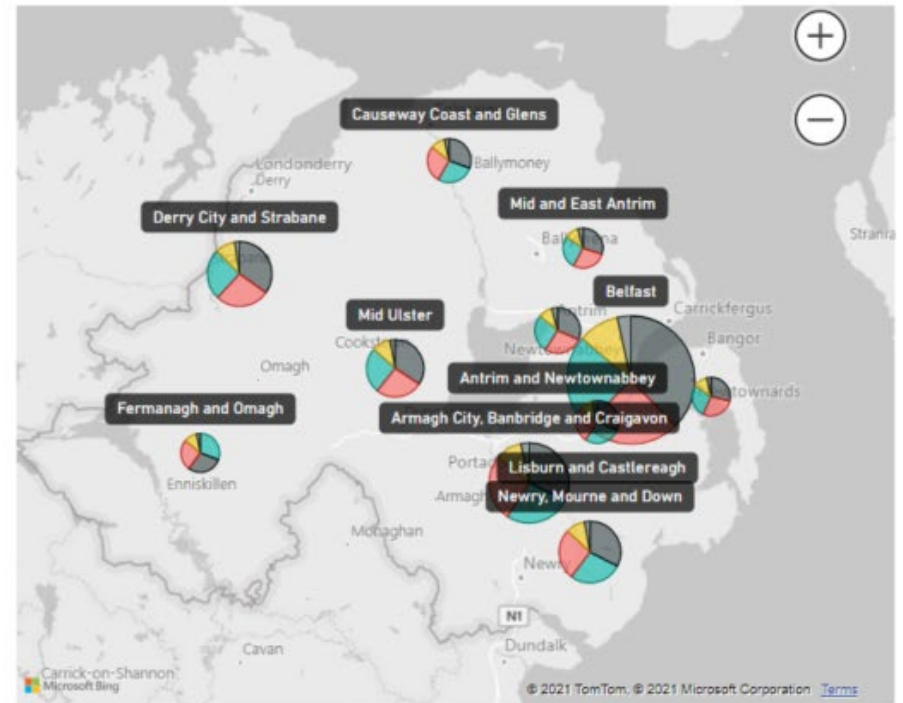 +
Causeway Coast and Glens
Londonderry
Derry
Ballymoney
Derry City and Strabane
Mid and East Antrim
Belfast
Carrickfergus
Mid Ulster
Bangor
Omagh
Antrim and Newtownabbey
Fermanagh and Omagh
Armagh City, Banbridge and Craigavon
Lisburn and Castlereagh
Enniskillen
Armagh
Newry, Mourne and Down
Monaghan
N1
Cavan
Dundalk
Carrick-on-Shannon
Microsoft Bing
© 2021 TomTom, © 2021 Microsoft Corporation Terms